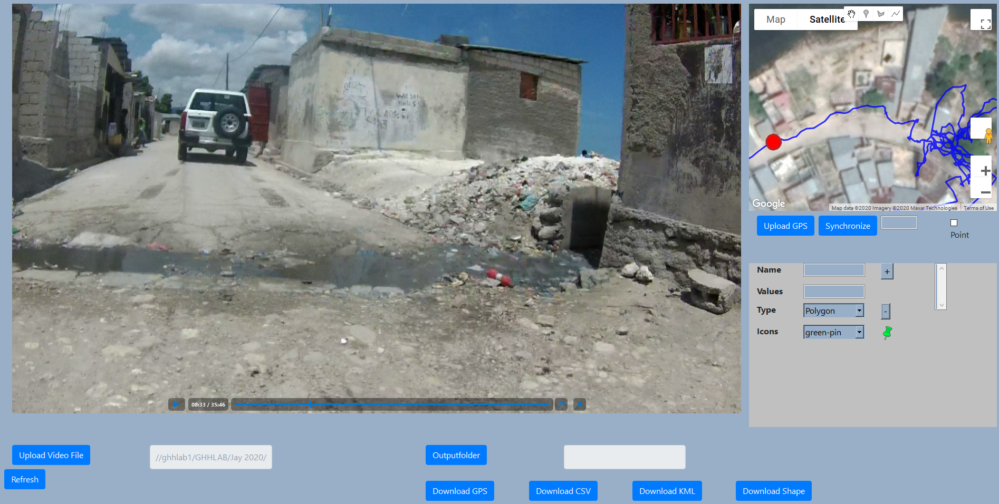 WILSON
Map
Satellite
Google
Map data ©2020 Imagery ©2020 Maxar Technologies
Terms of Use
Upload GPS
Synchronize
Point
Name
+
Values
Type
Polygon
-
Icons
green-pin
08:33 / 35:46
Upload Video File
//ghhlab1/GHHLAB/Jay 2020/
Outputfolder
Refresh
Download GPS
Download CSV
Download KML
Download Shape